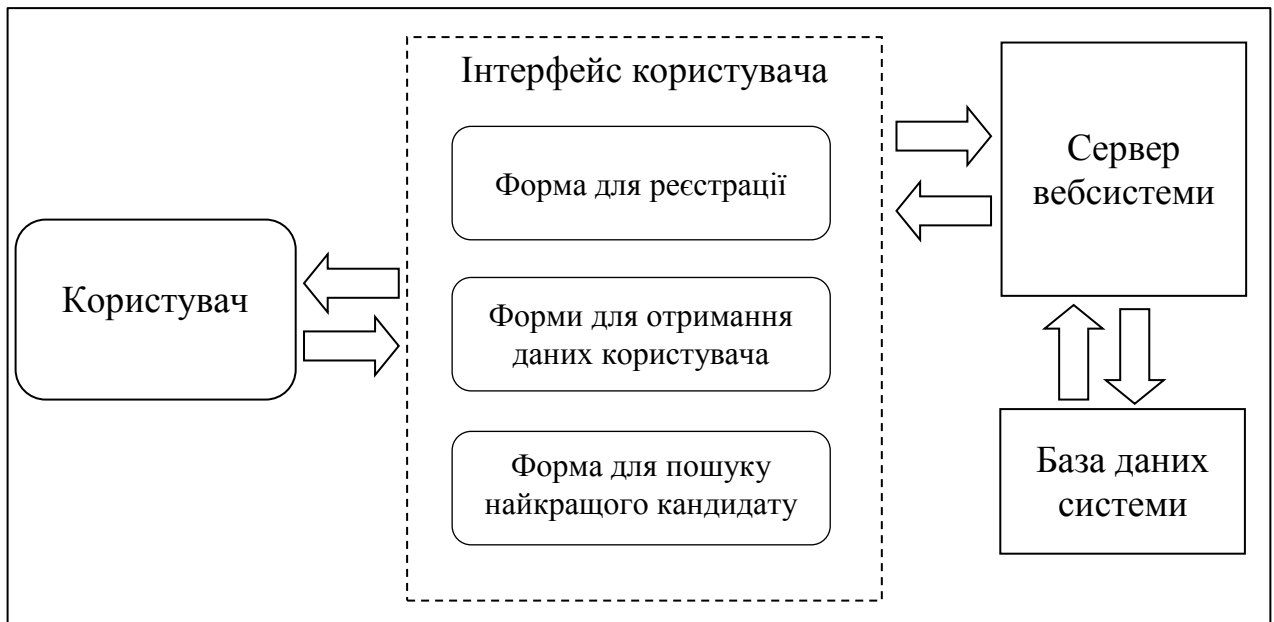 Інтерфейс користувача
Форма для реєстрації
Сервер
вебсистеми
Користувач
Форми для отримання
даних користувача
Форма для пошуку
найкращого кандидату
База даних
системи